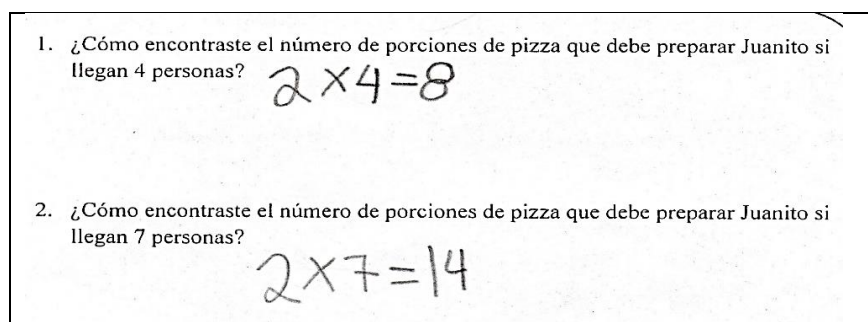 1. ¿Cómo encontraste el número de porciones de pizza que debe preparar Juanito si
llegan 4 personas?
2×4=8
2. ¿Cómo encontraste el número de porciones de pizza que debe preparar Juanito si
llegan 7 personas?
2×7=14